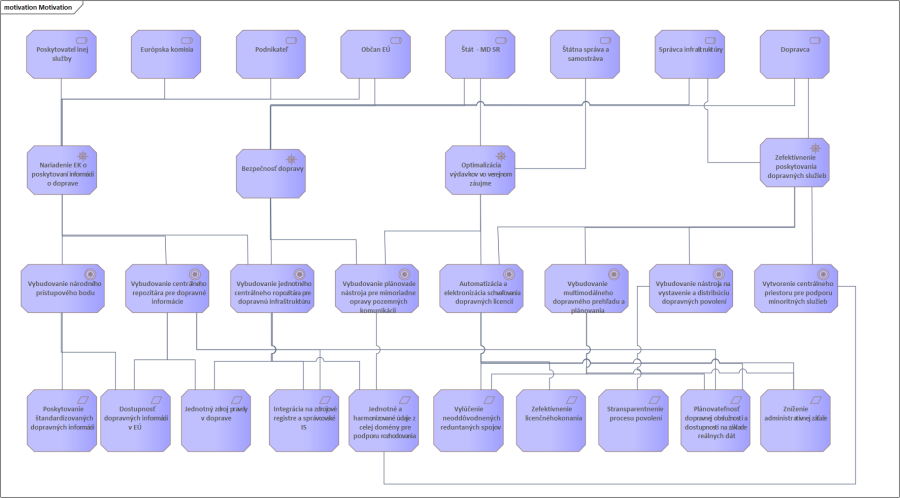 motivation Motivation
Poskytovateľ inej
služby
Európska komisia
Podnikateľ
Občan EÚ
Štát - MD SR
Štátna správa a
samostráva
Správca infraštruktúry
Dopravca
Nariadenie EK o
poskytovaní informácií
o doprave
Bezpečnosť dopravy
Optimalizácia
výdavkov vo verejnom
záujme
Zefektívnenie
poskytovania
dopravných služieb
Vybudovanie národného
prístupového bodu
Vybudovanie centrálneho
repozitára pre dopravné
informácie
Vybudovanie jednotného
centrálneho ropozitára pre
dopravnú infraštruktúru
Vybudovanie plánovacie
nástroja pre mimoriadne
opravy pozemných
komunikácií
Automatizácia a
elektronizácia schvaľovania
dopravných licencií
Vybudovanie
multimodálneho
dopravného prehľadu a
plánovania
Vybudovanie nástroja na
vystavenie a distribúciu
dopravných povolení
Vytvorenie centrálneho
priestoru pre podporu
minoritných služieb
Poskytovanie
štandardizovaných
dopravných informácií
Dostupnosť
dopravných informácií
v EÚ
Jednotný zdroj pravdy
v doprave
Integrácia na zdrojové
registre a správcovské
IS
Jednotné a
harmonizované údaje z
celej domény pre
podporu rozhodovania
Vylúčenie
neoddôvodnených
reduntaných spojov
Zefektívnenie
licenčného konania
Stransparentnenie
procesu povolení
Plánovateľnosť
dopravnej obslužnosti a
dostupnosti na základe
reálnych dát
Zníženie
administratívnej záťaže